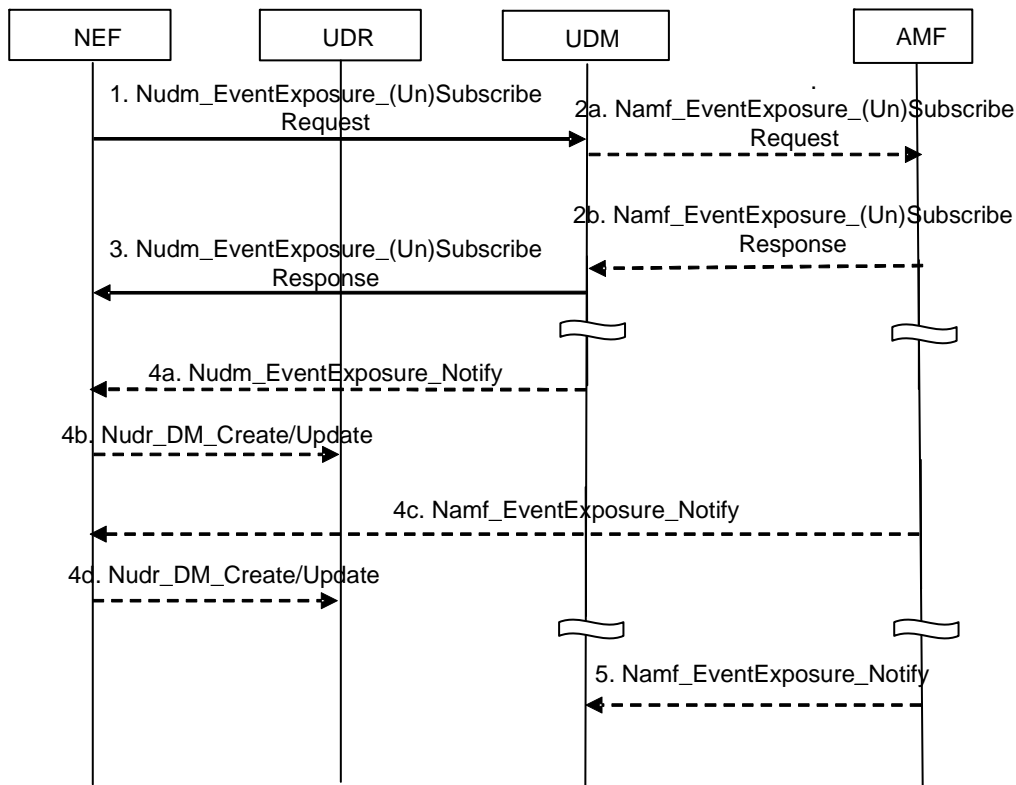 NEF
UDR
UDM
AMF
1. Nudm_EventExposure_(Un)Subscribe
Request
.
2a. Namf_EventExposure_(Un)Subscribe
Request
2b. Namf_EventExposure_(Un)Subscribe
Response
3. Nudm_EventExposure_(Un)Subscribe
Response
4a. Nudm_EventExposure_Notify
4b. Nudr_DM_Create/Update
4c. Namf_EventExposure_Notify
4d. Nudr_DM_Create/Update
5. Namf_EventExposure_Notify